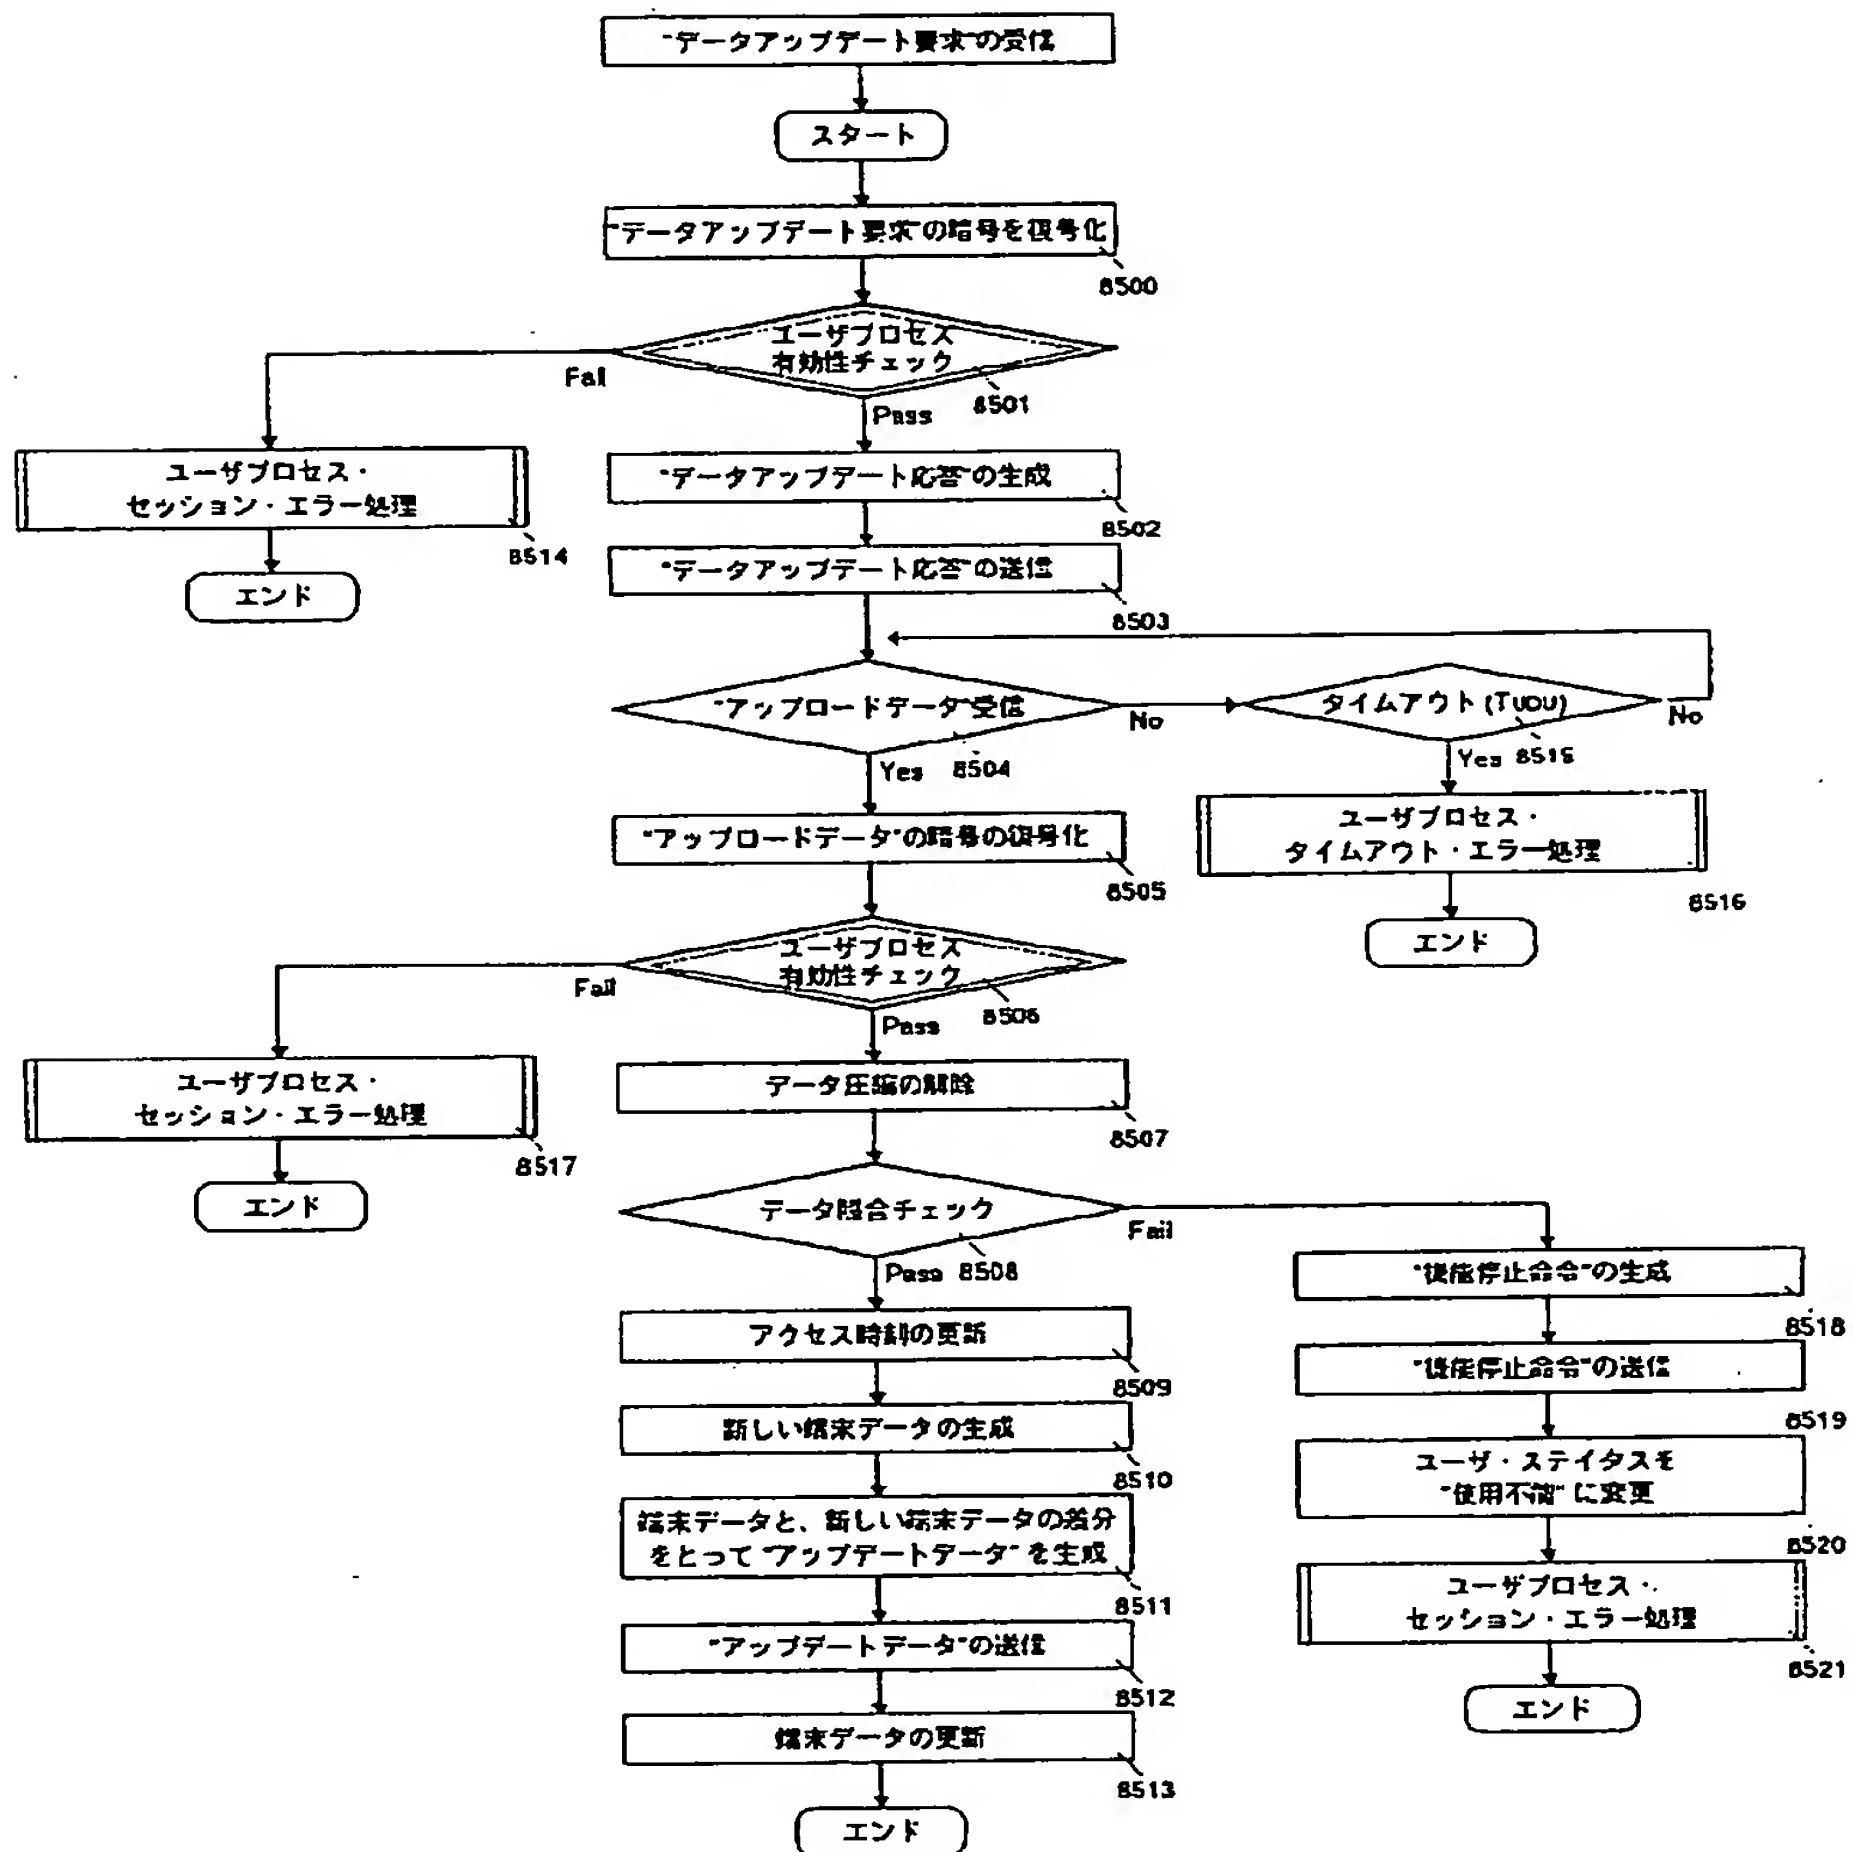 "データアップデート要求"の受信
スタート
"データアップデート要求"の暗号を復号化
8500
ユーザプロセス
有効性チェック
Fail
8501
Pass
ユーザプロセス・
セッション・エラー処理
8514
エンド
"データアップデート応答"の生成
8502
"データアップデート応答"の送信
8503
"アップロードデータ"受信
No
タイムアウト (TUDU)
No
Yes
8504
Yes
8515
"アップロードデータ"の暗号の復号化
8505
ユーザプロセス・
タイムアウト・エラー処理
8516
エンド
ユーザプロセス
有効性チェック
Fail
8506
Pass
ユーザプロセス・
セッション・エラー処理
8517
エンド
データ圧縮の解除
8507
データ照合チェック
Fail
Pass
8508
"機能停止命令"の生成
8518
アクセス時刻の更新
8509
"機能停止命令"の送信
8519
新しい端末データの生成
8510
ユーザ・ステイタスを
"使用不能"に変更
8520
端末データと、新しい端末データの差分
をとって"アップデートデータ"を生成
8511
ユーザプロセス・
セッション・エラー処理
8521
エンド
"アップデートデータ"の送信
8512
端末データの更新
8513
エンド